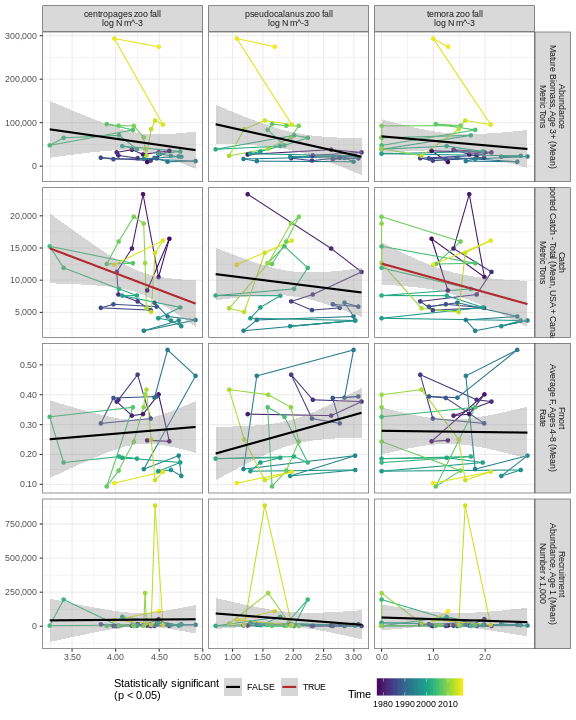 centropages zoo fall
log N m^-3
pseudocalanus zoo fall
log N m^-3
temora zoo fall
log N m^-3
300,000
200,000
100,000
0
Abundance
Mature Biomass, Age 3+ (Mean)
Metric Tons
20,000
15,000
10,000
5,000
Catch
Catch - Total (Mean, USA + Cana
Metric Tons
0.50
0.40
0.30
0.20
0.10
Fmort
Average F, Ages 4-8 (Mean)
Rate
750,000
500,000
250,000
0
Recruitment
Abundance, Age 1 (Mean)
Number x 1,000
3.50 4.00 4.50 5.00
1.00 1.50 2.00 2.50 3.00
0.0 1.0 2.0
Statistically significant
(p < 0.05)
FALSE
TRUE
Time
1980 1990 2000 2010